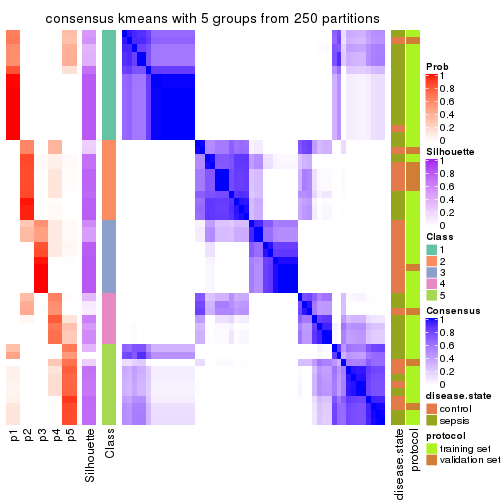 consensus kmeans with 5 groups from 250 partitions
Prob
1
0.8
0.6
0.4
0.2
0
Silhouette
1
0.8
0.6
0.4
0.2
0
Class
1
2
3
4
5
Consensus
1
0.8
0.6
0.4
0.2
0
disease.state
control
sepsis
protocol
training set
validation set
p1
p2
p3
p4
p5
Silhouette
Class
disease.state
protocol